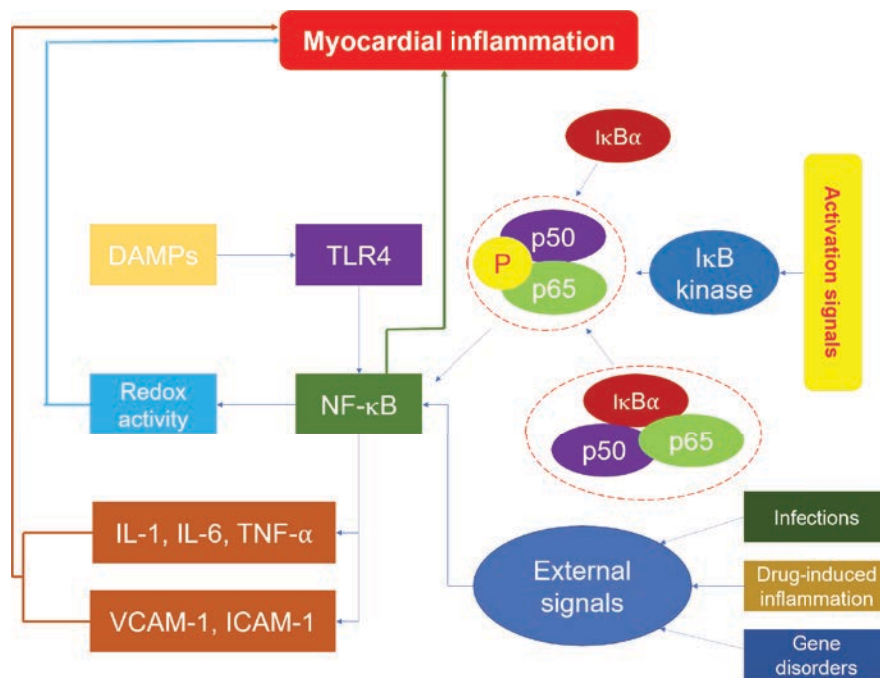 Myocardial inflammation
IκBα
DAMPs
TLR4
p50
P
p65
IκB
kinase
Activation signals
Redox
activity
NF-κB
IκBα
p50
p65
IL-1, IL-6, TNF-α
VCAM-1, ICAM-1
External
signals
Infections
Drug-induced
inflammation
Gene
disorders